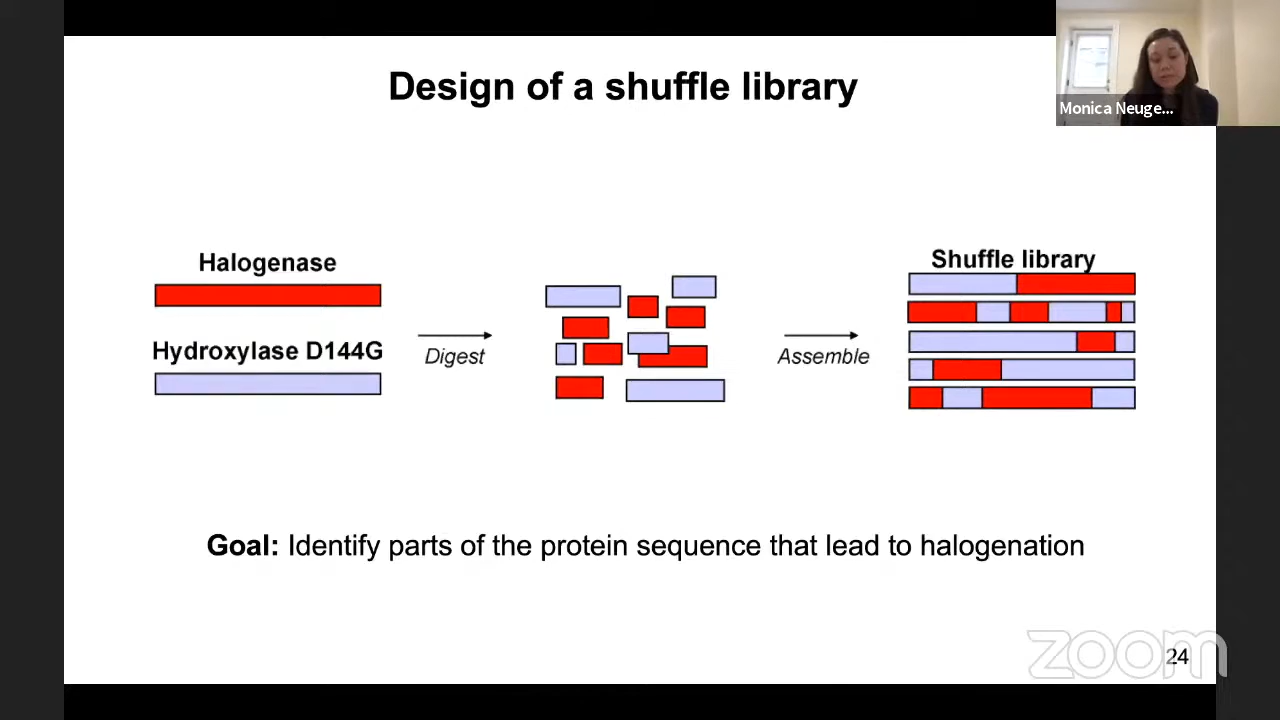 Design of a shuffle library
Monica Neuge...
Halogenase
Hydroxylase D144G
Digest
Assemble
Shuffle library
Goal: Identify parts of the protein sequence that lead to halogenation
zoom
24